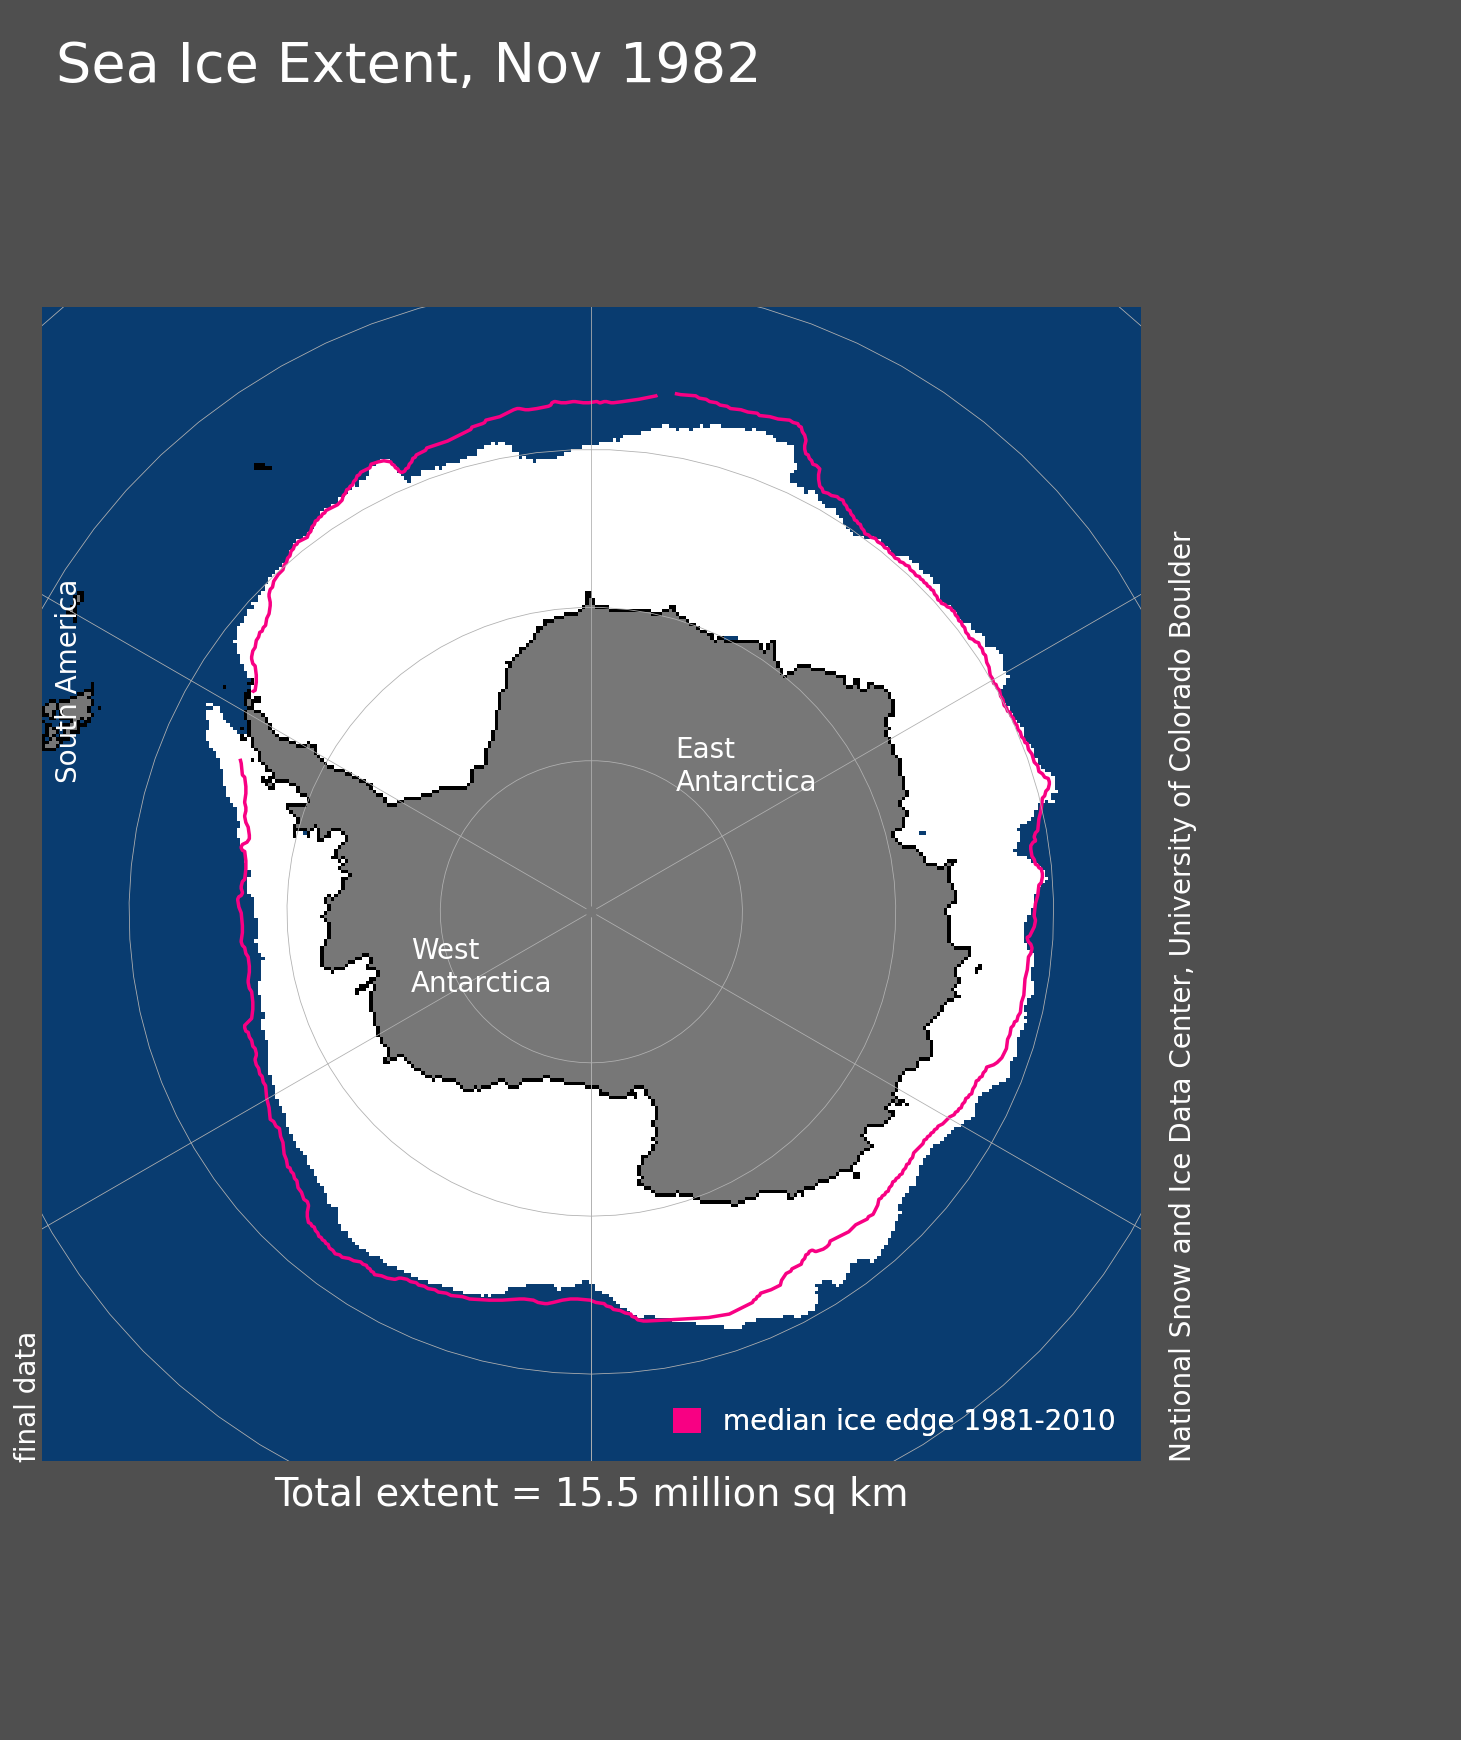 Sea Ice Extent, Nov 1982
South America
East
Antarctica
West
Antarctica
National Snow and Ice Data Center, University of Colorado Boulder
final data
median ice edge 1981-2010
Total extent = 15.5 million sq km